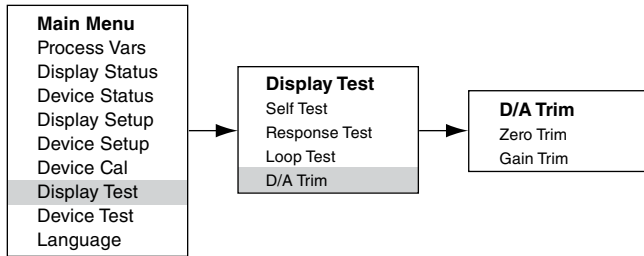 Main Menu
Process Vars
Display Status
Device Status
Display Setup
Device Setup
Device Cal
Display Test
Device Test
Language
Display Test
Self Test
Response Test
Loop Test
D/A Trim
D/A Trim
Zero Trim
Gain Trim